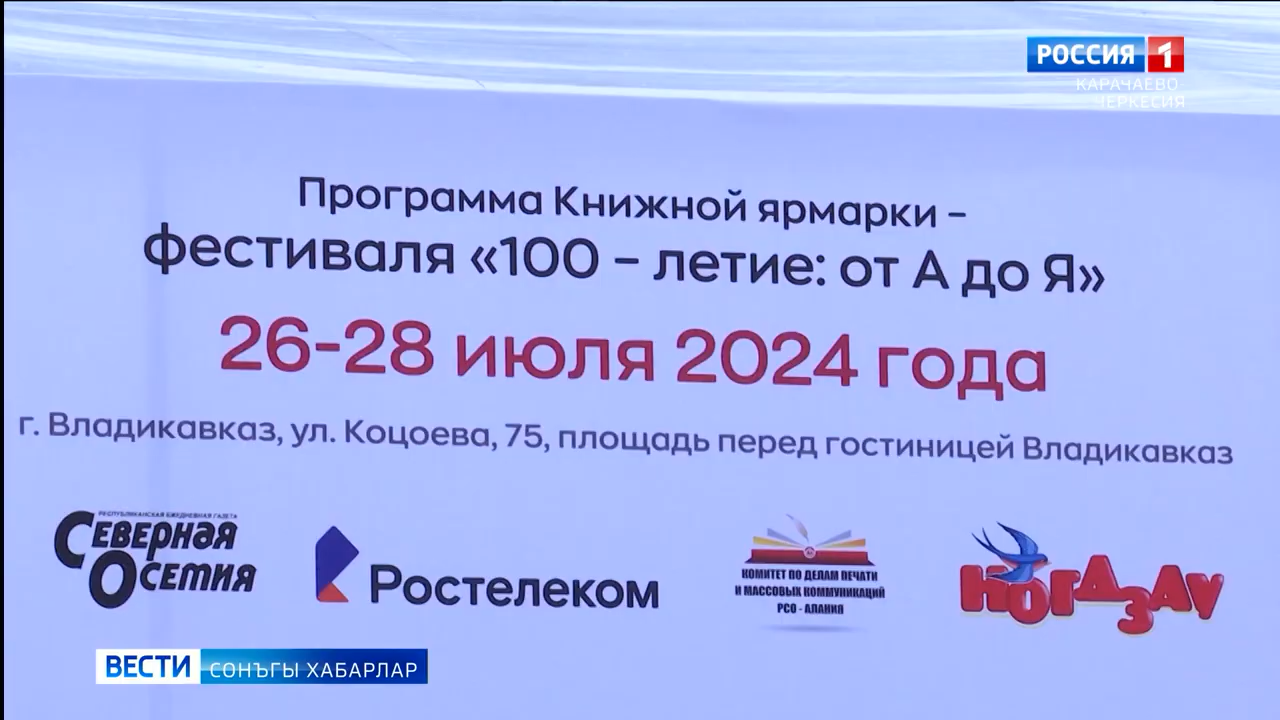 РОССИЯ 1
КАРАЧАЕВО
ЧЕРКЕСИЯ
Программа Книжной ярмарки –
фестиваля «100 – летие: от А до Я»
26-28 июля 2024 года
г. Владикавказ, ул. Коцоева, 75, площадь перед гостиницей Владикавказ
РЕСПУБЛИКАНСКАЯ ЕЖЕДНЕВНАЯ ГАЗЕТА
СЕВЕРНАЯ
ОСЕТИЯ
Ростелеком
КОМИТЕТ ПО ДЕЛАМ ПЕЧАТИ
И МАССОВЫХ КОММУНИКАЦИЙ
РСО - АЛАНИЯ
НОГДЗАУ
ВЕСТИ СОНЪГЫ ХАБАРЛАР